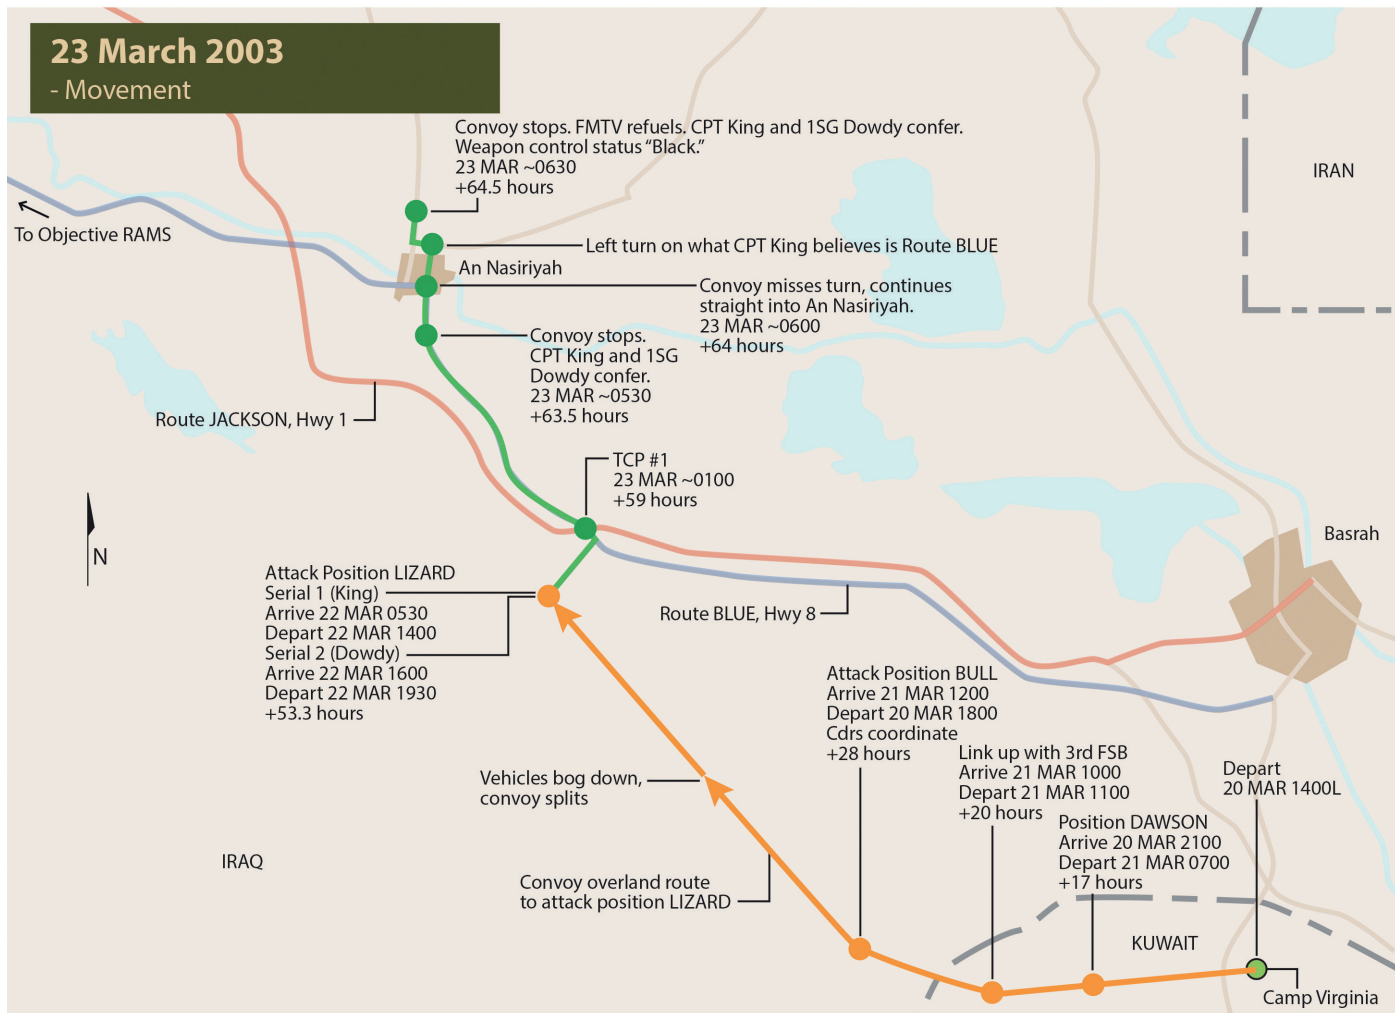 23 March 2003
- Movement
Convoy stops. FMTV refuels. CPT King and 1SG Dowdy confer.
Weapon control status “Black.”
23 MAR ~0630
+64.5 hours
IRAN
To Objective RAMS
Left turn on what CPT King believes is Route BLUE
An Nasiriyah
Convoy misses turn, continues
straight into An Nasiriyah.
23 MAR ~0600
+64 hours
Convoy stops.
CPT King and 1SG
Dowdy confer.
23 MAR ~0530
+63.5 hours
Route JACKSON, Hwy 1
TCP #1
23 MAR ~0100
+59 hours
N
Basrah
Attack Position LIZARD
Serial 1 (King)
Arrive 22 MAR 0530
Depart 22 MAR 1400
Serial 2 (Dowdy)
Arrive 22 MAR 1600
Depart 22 MAR 1930
+53.3 hours
Route BLUE, Hwy 8
Attack Position BULL
Arrive 21 MAR 1200
Depart 20 MAR 1800
Cdrs coordinate
+28 hours
Link up with 3rd FSB
Arrive 21 MAR 1000
Depart 21 MAR 1100
+20 hours
Depart
20 MAR 1400L
Vehicles bog down,
convoy splits
Position DAWSON
Arrive 20 MAR 2100
Depart 21 MAR 0700
+17 hours
IRAQ
Convoy overland route
to attack position LIZARD
KUWAIT
Camp Virginia